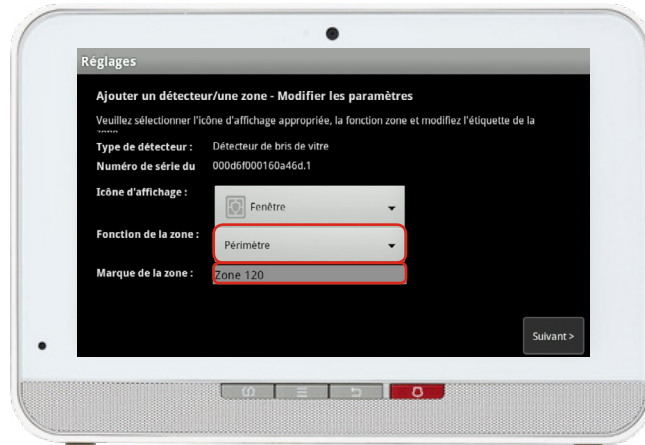 Réglages
Ajouter un détecteur/une zone - Modifier les paramètres
Veuillez sélectionner l'icône d'affichage appropriée, la fonction zone et modifiez l'étiquette de la
zone
Type de détecteur : Détecteur de bris de vitre
Numéro de série du 000d6f000160a46d.1
Icône d'affichage : Fenêtre
Fonction de la zone : Périmètre
Marque de la zone : Zone 120
Suivant >